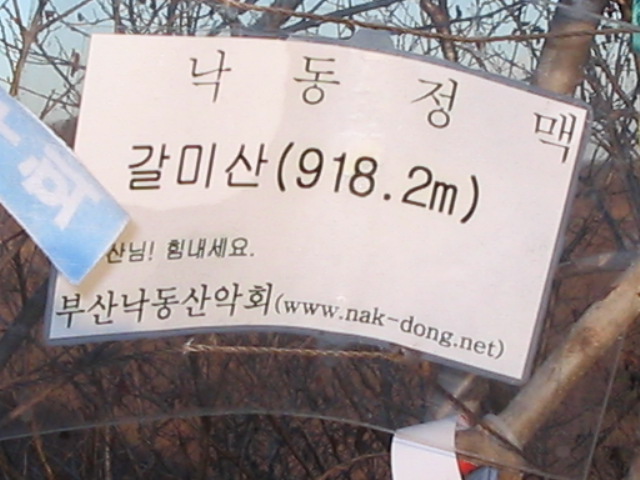 낙동정맥
갈미산(918.2m)
산님! 힘내세요.
부산낙동산악회(www.nak-dong.net)